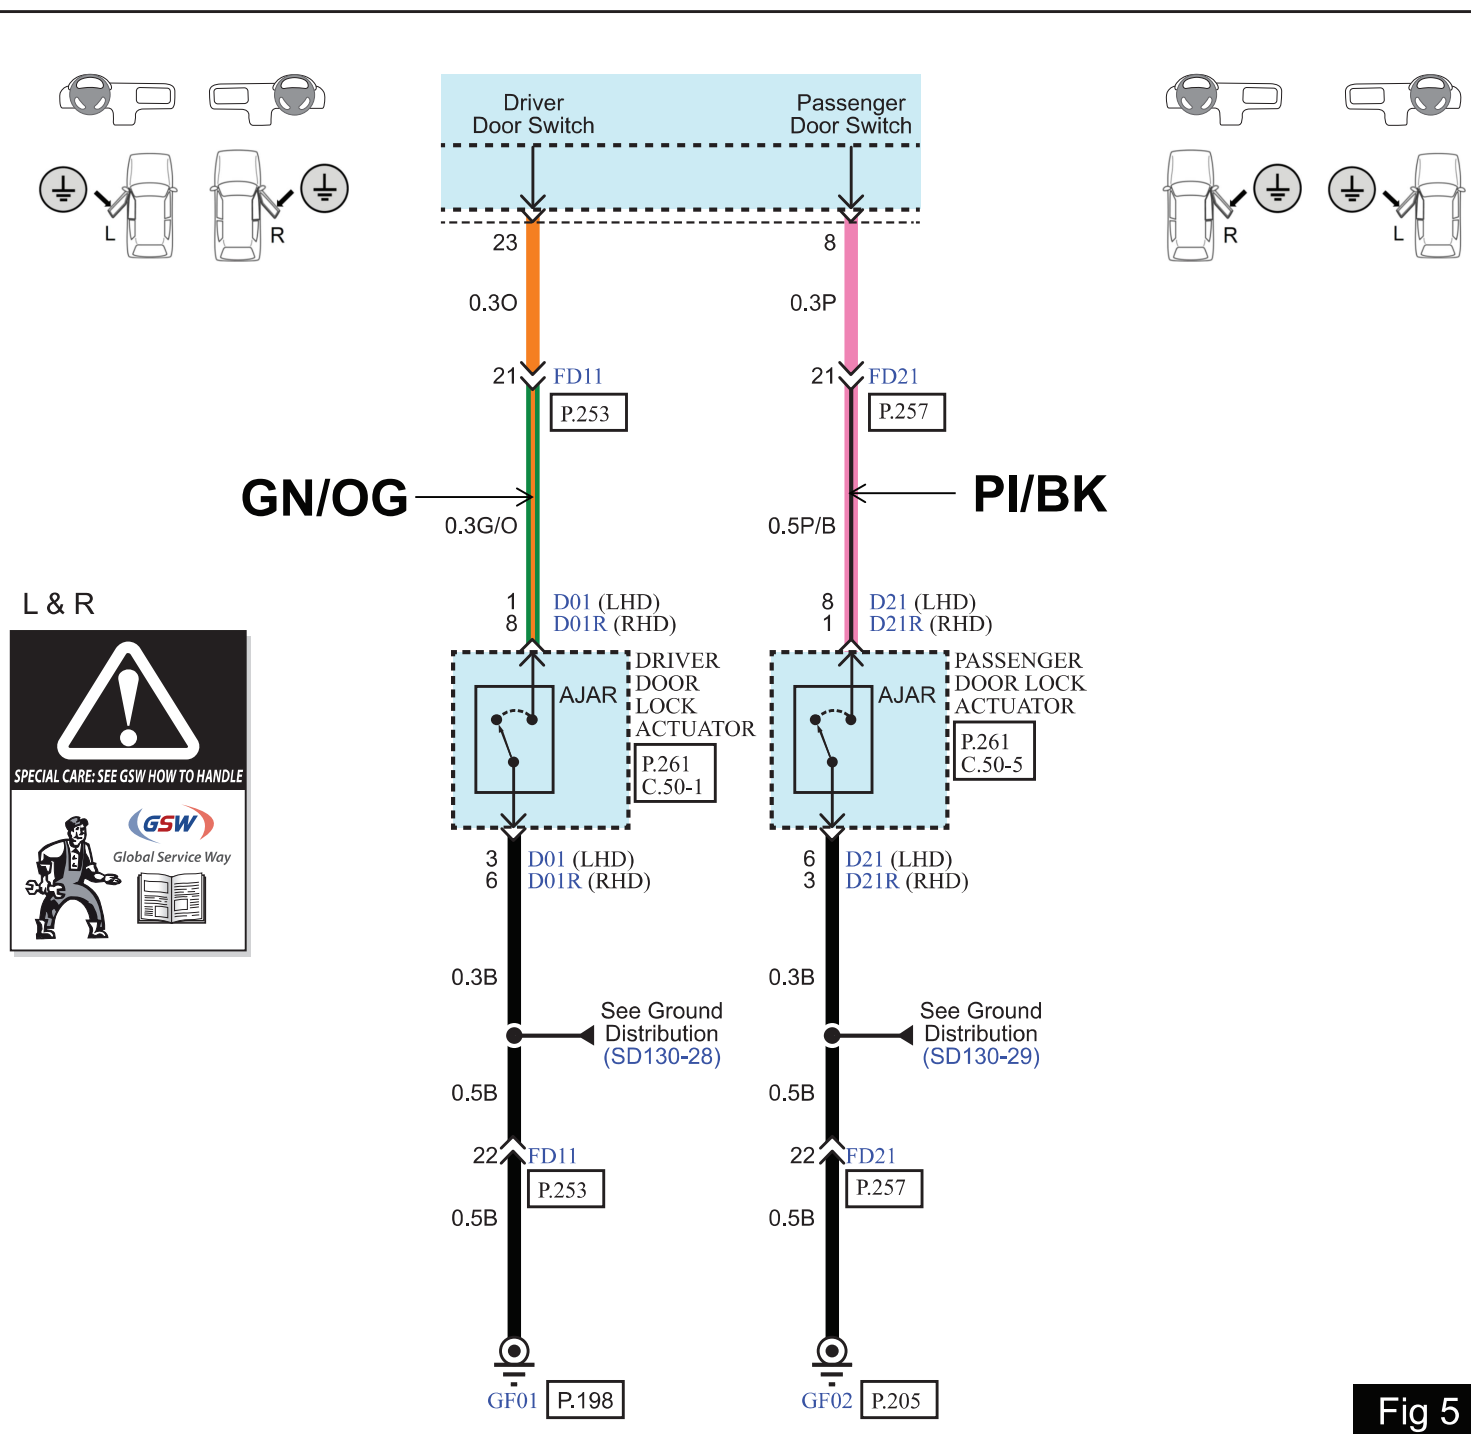 Driver
Door Switch
Passenger
Door Switch
L
R
R
L
23
8
0.3O
0.3P
21
FD11
P.253
21
FD21
P.257
GN/OG
PI/BK
0.3G/O
0.5P/B
L & R
1
D01 (LHD)
8
D01R (RHD)
8
D21 (LHD)
1
D21R (RHD)
AJAR
DRIVER
DOOR
LOCK
ACTUATOR
P.261
C.50-1
AJAR
PASSENGER
DOOR LOCK
ACTUATOR
P.261
C.50-5
SPECIAL CARE: SEE GSW HOW TO HANDLE
GSW
Global Service Way
3
D01 (LHD)
6
D01R (RHD)
6
D21 (LHD)
3
D21R (RHD)
0.3B
0.3B
See Ground
Distribution
(SD130-28)
See Ground
Distribution
(SD130-29)
0.5B
0.5B
22
FD11
P.253
22
FD21
P.257
0.5B
0.5B
GF01
P.198
GF02
P.205
Fig 5